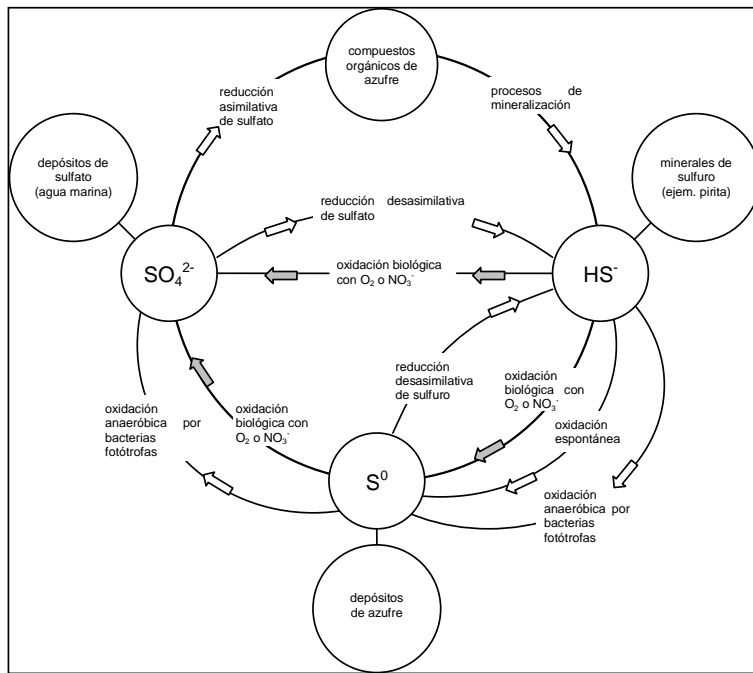 compuestos
orgánicos de
azufre
reducción
asimilativa
de sulfato
procesos de
mineralización
depósitos de
sulfato
(agua marina)
minerales de
sulfuro
(ejem. pirita)
reducción desasimilativa
de sulfato
SO₄²⁻
oxidación biológica
con O₂ o NO₃⁻
HS⁻
reducción
desasimilativa
de sulfuro
oxidación
biológica con
O₂ o NO₃⁻
oxidación
anaeróbica por
bacterias
fotótrofas
oxidación
biológica con
O₂ o NO₃⁻
oxidación
espontánea
S⁰
oxidación
anaeróbica por
bacterias
fotótrofas
depósitos
de azufre